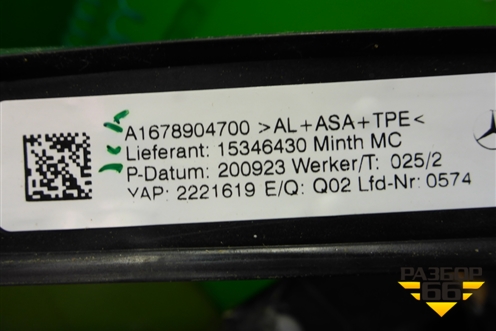 A1678904700 >AL+ASA+TPE<
Lieferant: 15346430 Minth MC
P-Datum: 200923 Werker/T: 025/2
YAP: 2221619 E/Q: Q02 Lfd-Nr: 0574
РАЗБОР
66